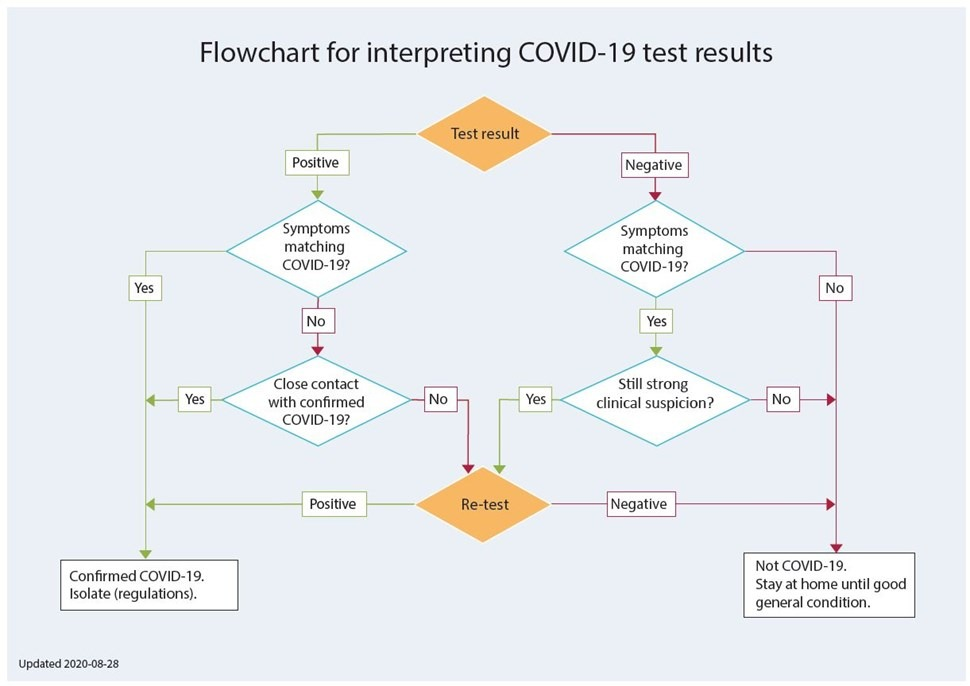 Flowchart for interpreting COVID-19 test results
Test result
Positive
Negative
Symptoms
matching
COVID-19?
Symptoms
matching
COVID-19?
Yes
No
No
Yes
Close contact
with confirmed
COVID-19?
Still strong
clinical suspicion?
Yes
No
Yes
No
Positive
Re-test
Negative
Confirmed COVID-19.
Isolate (regulations).
Not COVID-19.
Stay at home until good
general condition.
Updated 2020-08-28